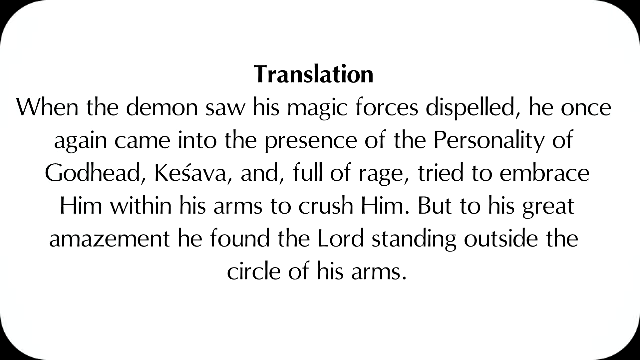 Translation
When the demon saw his magic forces dispelled, he once
again came into the presence of the Personality of
Godhead, Keśava, and, full of rage, tried to embrace
Him within his arms to crush Him. But to his great
amazement he found the Lord standing outside the
circle of his arms.